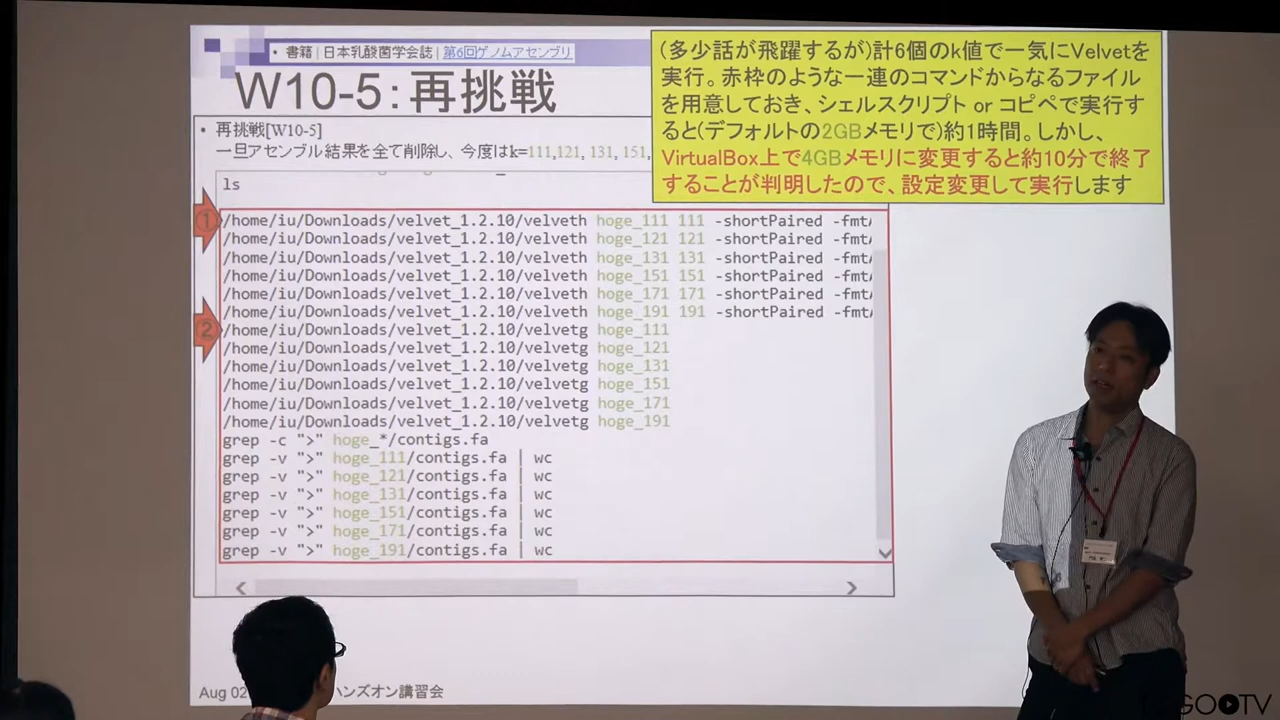 • 書籍 | 日本乳酸菌学会誌 | 第6回ゲノムアセンブリ
W10-5：再挑戦
(多少話が飛躍するが)計6個のk値で一気にVelvetを
実行。赤枠のような一連のコマンドからなるファイル
を用意しておき、シェルスクリプト or コピペで実行す
ると(デフォルトの2GBメモリで)約1時間。しかし、
VirtualBox上で4GBメモリに変更すると約10分で終了
することが判明したので、設定変更して実行します
• 再挑戦[W10-5]
一旦アセンブル結果を全て削除し、今度はk=111,121, 131, 151,
ls
①
/home/iu/Downloads/velvet_1.2.10/velveth hoge_111 111 -shortPaired -fmtA
/home/iu/Downloads/velvet_1.2.10/velveth hoge_121 121 -shortPaired -fmtA
/home/iu/Downloads/velvet_1.2.10/velveth hoge_131 131 -shortPaired -fmtA
/home/iu/Downloads/velvet_1.2.10/velveth hoge_151 151 -shortPaired -fmtA
/home/iu/Downloads/velvet_1.2.10/velveth hoge_171 171 -shortPaired -fmtA
/home/iu/Downloads/velvet_1.2.10/velveth hoge_191 191 -shortPaired -fmtA
②
/home/iu/Downloads/velvet_1.2.10/velvetg hoge_111
/home/iu/Downloads/velvet_1.2.10/velvetg hoge_121
/home/iu/Downloads/velvet_1.2.10/velvetg hoge_131
/home/iu/Downloads/velvet_1.2.10/velvetg hoge_151
/home/iu/Downloads/velvet_1.2.10/velvetg hoge_171
/home/iu/Downloads/velvet_1.2.10/velvetg hoge_191
grep -c ">" hoge_*/contigs.fa
grep -v ">" hoge_111/contigs.fa | wc
grep -v ">" hoge_121/contigs.fa | wc
grep -v ">" hoge_131/contigs.fa | wc
grep -v ">" hoge_151/contigs.fa | wc
grep -v ">" hoge_171/contigs.fa | wc
grep -v ">" hoge_191/contigs.fa | wc
Aug 02 ハンズオン講習会